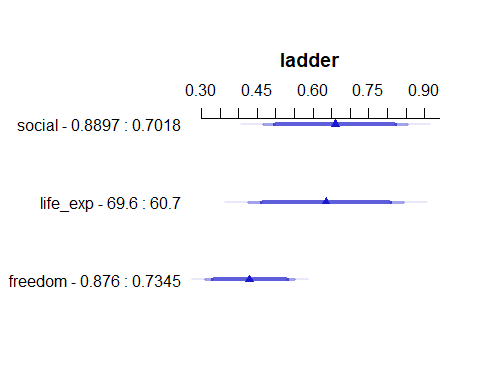 ladder
0.30 0.45 0.60 0.75 0.90
social - 0.8897 : 0.7018
life_exp - 69.6 : 60.7
freedom - 0.876 : 0.7345